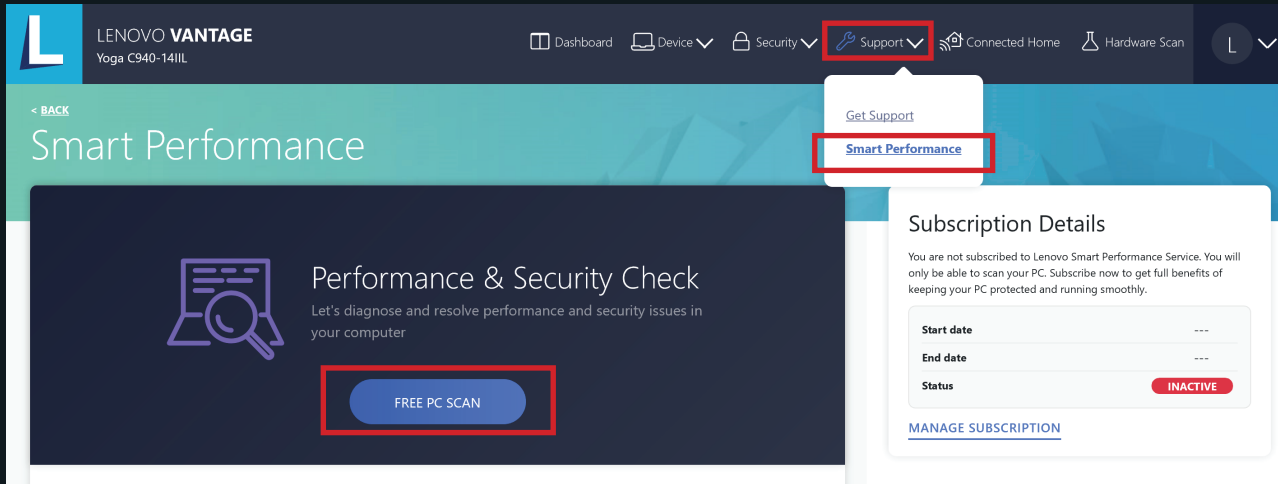 L
LENOVO VANTAGE
Yoga C940-14IIL
Dashboard
Device
Security
Support
Connected Home
Hardware Scan
L
Get Support
Smart Performance
< BACK
Smart Performance
Performance & Security Check
Let's diagnose and resolve performance and security issues in
your computer
FREE PC SCAN
Subscription Details
You are not subscribed to Lenovo Smart Performance Service. You will
only be able to scan your PC. Subscribe now to get full benefits of
keeping your PC protected and running smoothly.
Start date ---
End date ---
Status INACTIVE
MANAGE SUBSCRIPTION